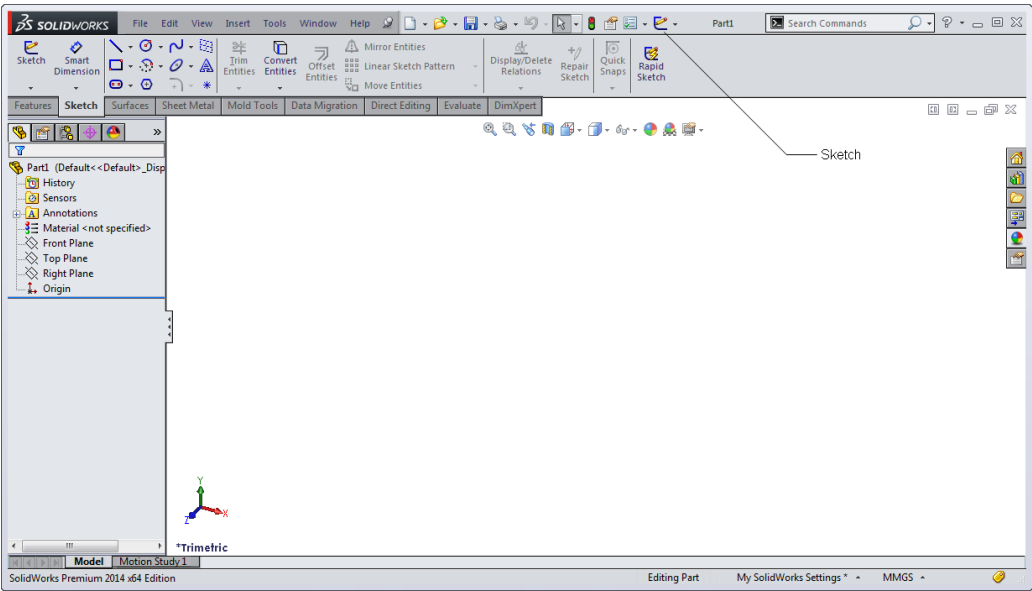 SOLIDWORKS File Edit View Insert Tools Window Help Part1 Search Commands ?
Sketch Smart Dimension Trim Entities Convert Entities Offset Entities Mirror Entities Linear Sketch Pattern Move Entities Display/Delete Relations Repair Sketch Quick Snaps Rapid Sketch
Features Sketch Surfaces Sheet Metal Mold Tools Data Migration Direct Editing Evaluate DimXpert
»
Sketch
Part1 (Default<<Default>_Disp
History
Sensors
A Annotations
Material <not specified>
Front Plane
Top Plane
Right Plane
Origin
Y
X
Z
*Trimetric
Model Motion Study 1
SolidWorks Premium 2014 x64 Edition Editing Part My SolidWorks Settings * MMGS